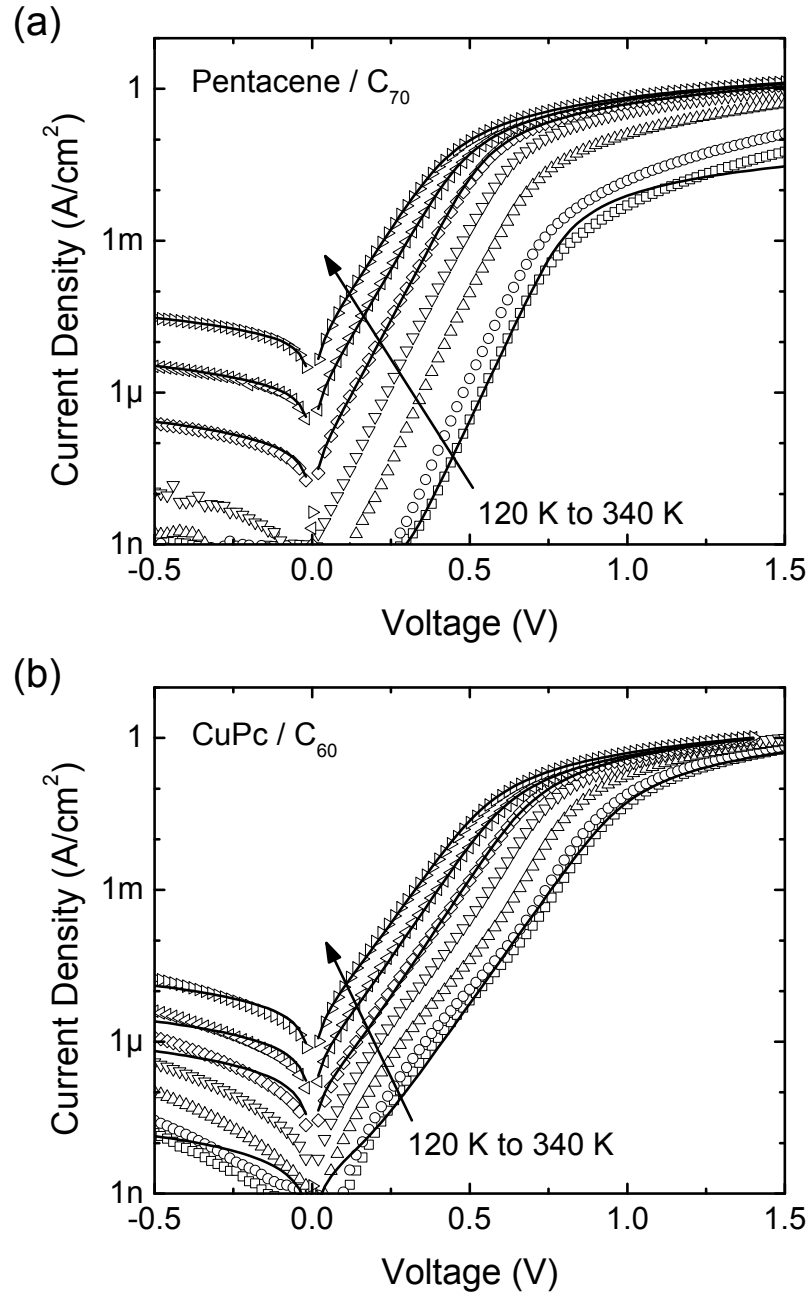 (a)
Pentacene / C₇₀
1
1m
1μ
1n
Current Density (A/cm²)
120 K to 340 K
-0.5 0.0 0.5 1.0 1.5
Voltage (V)
(b)
CuPc / C₆₀
1
1m
1μ
1n
Current Density (A/cm²)
120 K to 340 K
-0.5 0.0 0.5 1.0 1.5
Voltage (V)